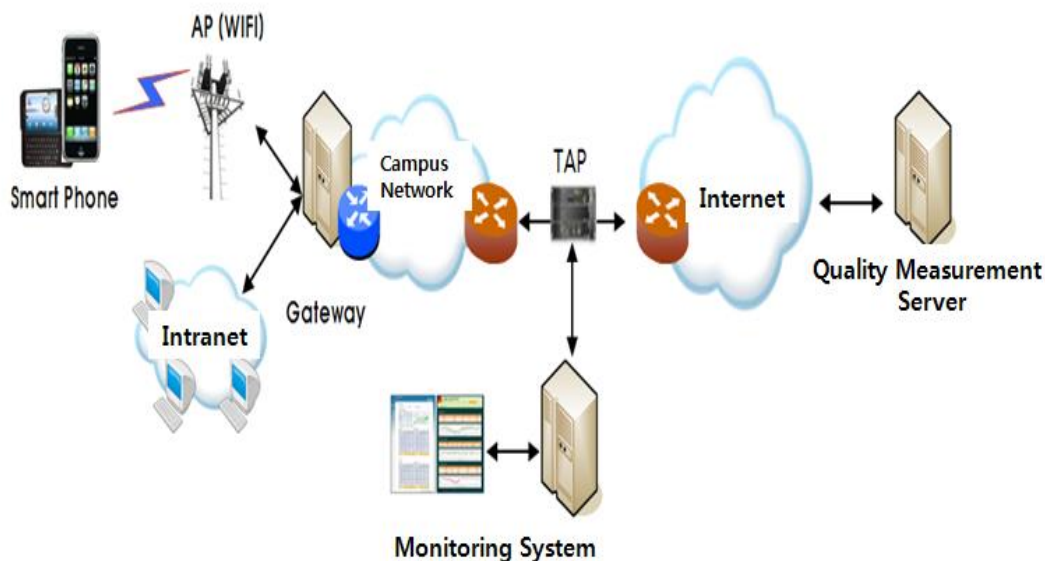 AP (WIFI)
Smart Phone
Campus
Network
TAP
Internet
Quality Measurement
Server
Gateway
Intranet
Monitoring System